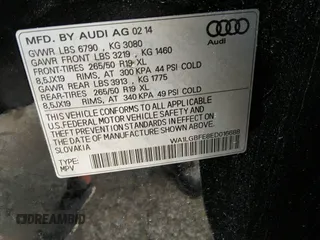 MFD. BY AUDI AG 02 14
GVWR LBS 6790 , KG 3080
GAWR FRONT LBS 3219 , KG 1460
FRONT-TIRES 265/50 R19 XL
8,5JX19 RIMS, AT 300 KPA 44 PSI COLD
GAWR REAR LBS 3913 , KG 1775
REAR-TIRES 265/50 R19 XL
8,5JX19 RIMS, AT 340 KPA 49 PSI COLD
THIS VEHICLE CONFORMS TO ALL APPLICABLE
U.S. FEDERAL MOTOR VEHICLE SAFETY AND
THEFT PREVENTION STANDARDS IN EFFECT ON
THE DATE OF MANUFACTURE SHOWN ABOVE.
SLOVAKIA
TYPE:
MPV
Audi
AUTOBIDMASTER